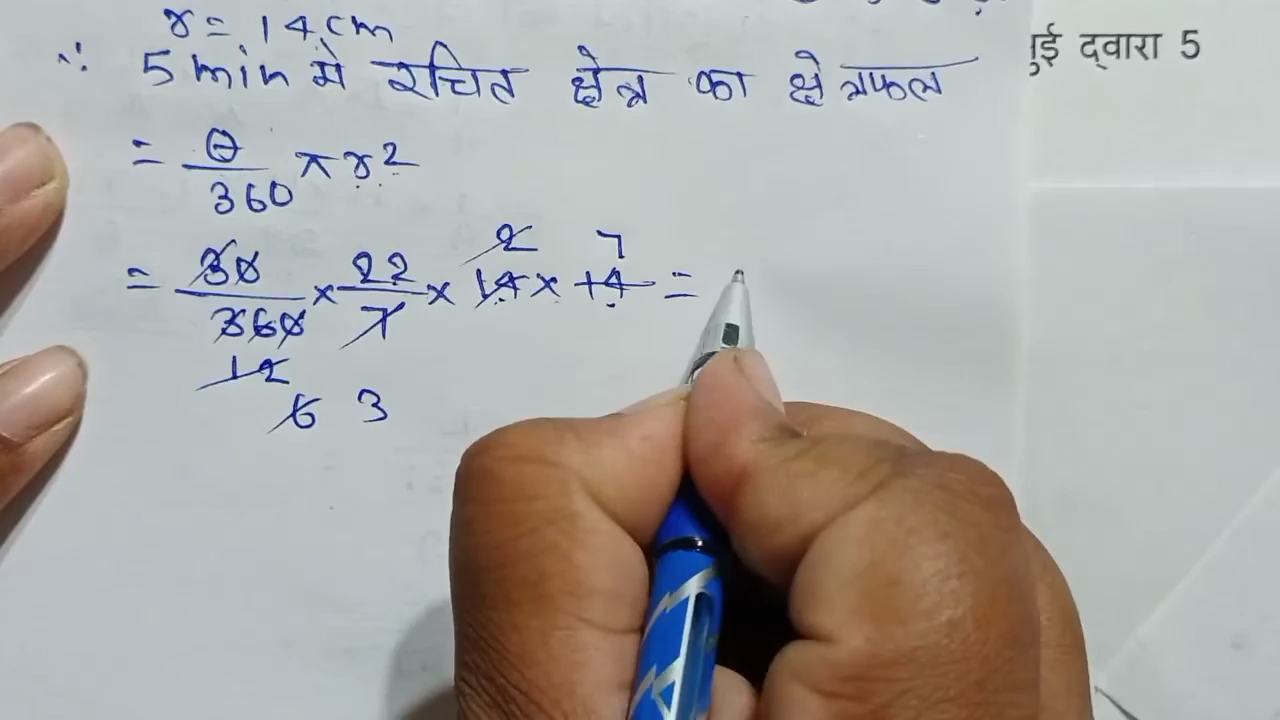 r = 14 cm
∴ 5 min मे रचित क्षेत्र का क्षेत्रफल
ुई द्वारा 5
= θ/360 π r²
= 30/360 × 22/7 × 14 × 14 =
2 7
12
6 3